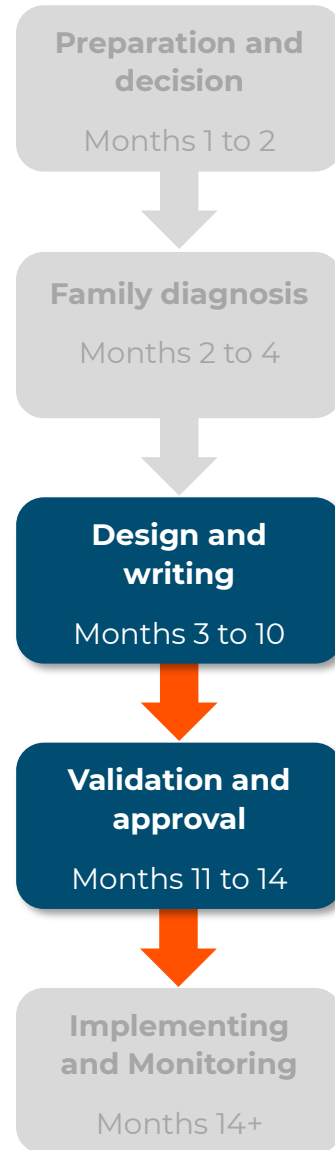 Preparation and
decision
Months 1 to 2
Family diagnosis
Months 2 to 4
Design and
writing
Months 3 to 10
Validation and
approval
Months 11 to 14
Implementing
and Monitoring
Months 14+